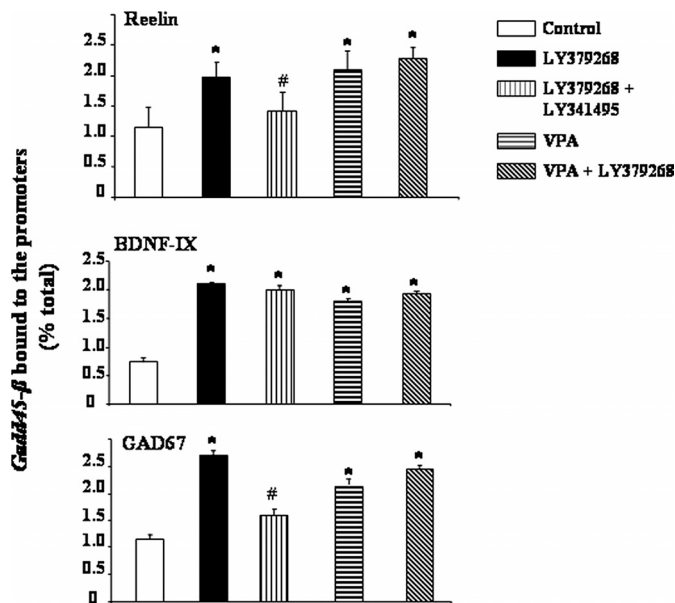 Reelin
2.5
2.0
1.5
1.0
0.5
0
*
#
*
*
Control
LY379268
LY379268 +
LY341495
VPA
VPA + LY379268
Gadd45-β bound to the promoters
(% total)
BDNF-IX
2.5
2.0
1.5
1.0
0.5
0
*
*
*
*
GAD67
2.5
2.0
1.5
1.0
0.5
0
*
#
*
*